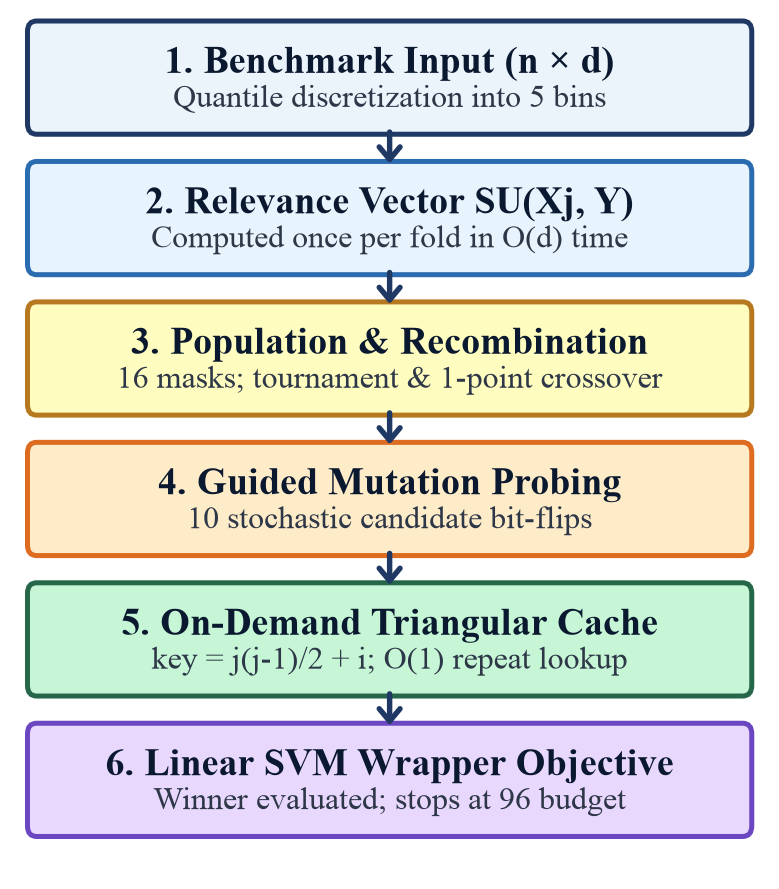 1. Benchmark Input (n × d)
Quantile discretization into 5 bins
2. Relevance Vector SU(Xj, Y)
Computed once per fold in O(d) time
3. Population & Recombination
16 masks; tournament & 1-point crossover
4. Guided Mutation Probing
10 stochastic candidate bit-flips
5. On-Demand Triangular Cache
key = j(j-1)/2 + i; O(1) repeat lookup
6. Linear SVM Wrapper Objective
Winner evaluated; stops at 96 budget